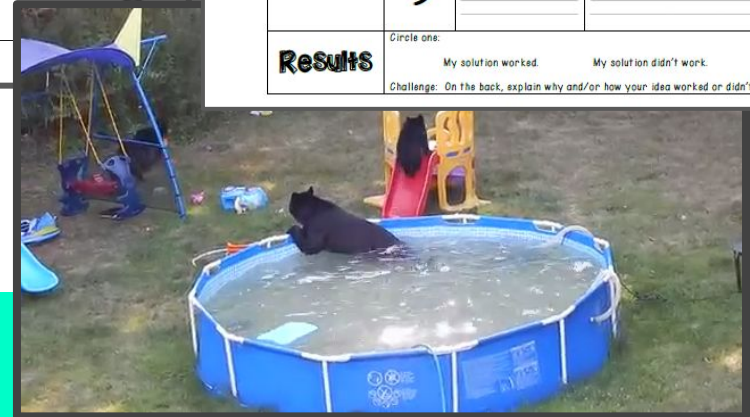 Circle one:
Results
My solution worked. My solution didn't work.
Challenge: On the back, explain why and/or how your idea worked or didn'